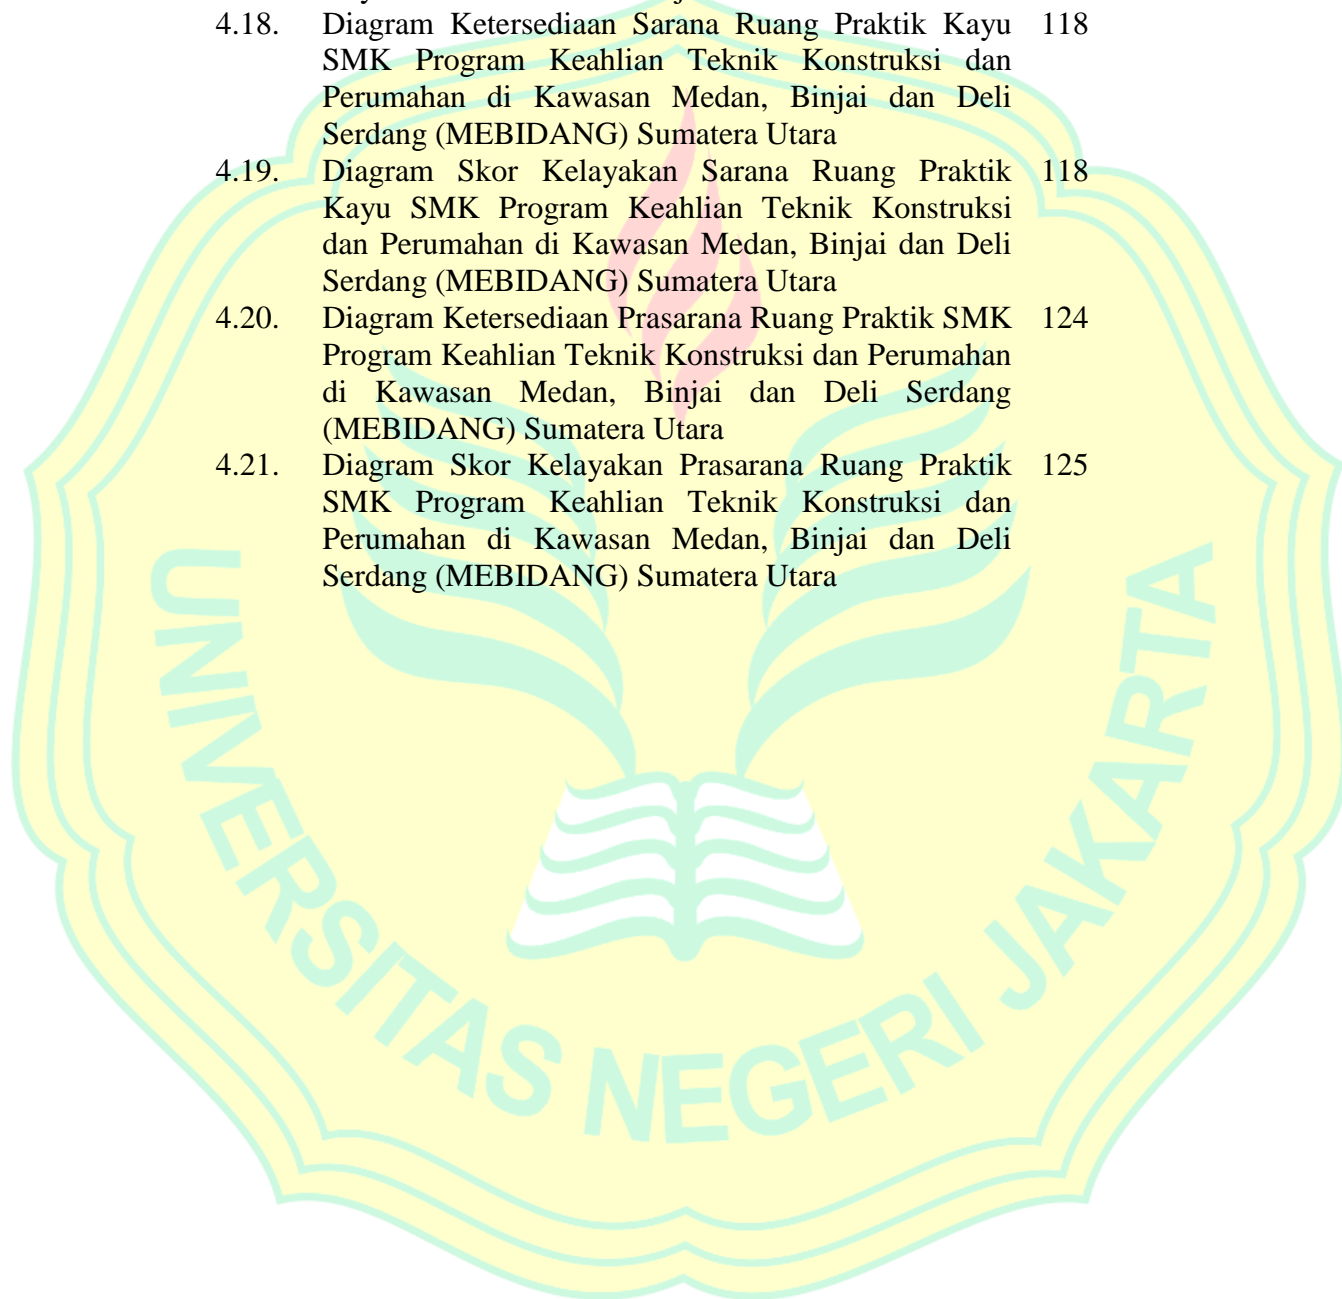 4.18. Diagram Ketersediaan Sarana Ruang Praktik Kayu 118
SMK Program Keahlian Teknik Konstruksi dan
Perumahan di Kawasan Medan, Binjai dan Deli
Serdang (MEBIDANG) Sumatera Utara
4.19. Diagram Skor Kelayakan Sarana Ruang Praktik 118
Kayu SMK Program Keahlian Teknik Konstruksi
dan Perumahan di Kawasan Medan, Binjai dan Deli
Serdang (MEBIDANG) Sumatera Utara
4.20. Diagram Ketersediaan Prasarana Ruang Praktik SMK 124
Program Keahlian Teknik Konstruksi dan Perumahan
di Kawasan Medan, Binjai dan Deli Serdang
(MEBIDANG) Sumatera Utara
4.21. Diagram Skor Kelayakan Prasarana Ruang Praktik 125
SMK Program Keahlian Teknik Konstruksi dan
Perumahan di Kawasan Medan, Binjai dan Deli
Serdang (MEBIDANG) Sumatera Utara
UNIVERSITAS NEGERI JAKARTA